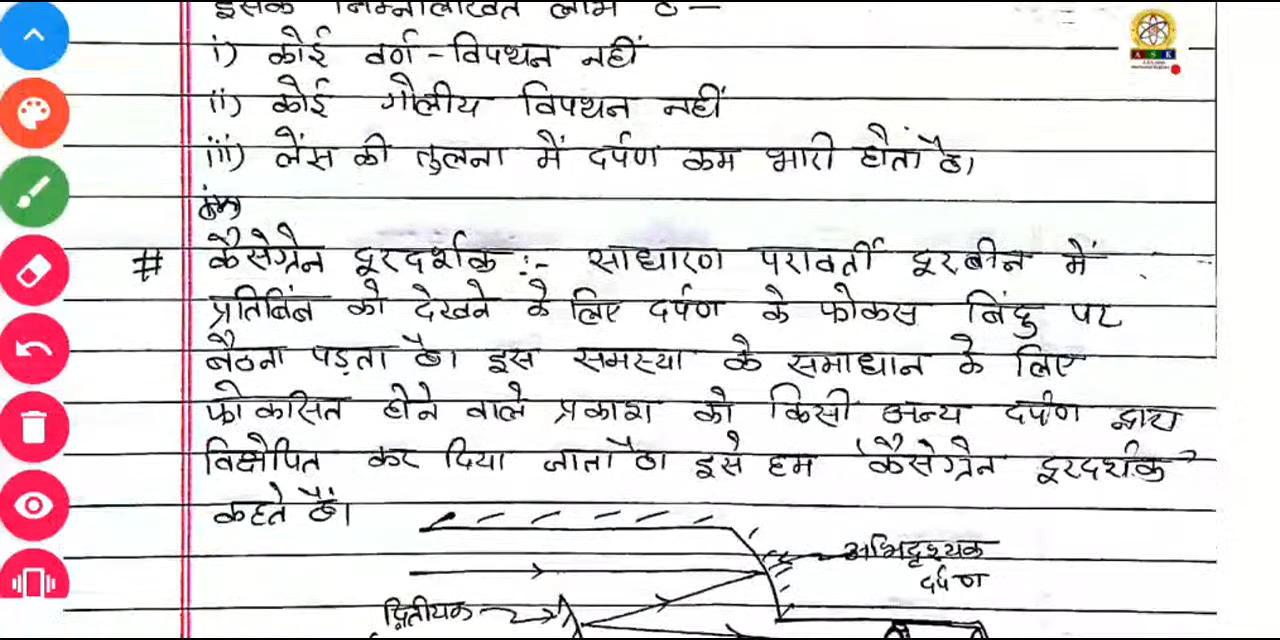 इसके निम्नलिखित लाभ है-
i) कोई वर्ण-विपथन नहीं
ii) कोई गोलीय विपथन नहीं
iii) लेंस की तुलना में दर्पण कम भारी होता है।
# कैसेग्रेन दूरदर्शक:- साधारण परावर्ती दूरबीन में
प्रतिबिंब को देखने के लिए दर्पण के फोकस बिंदु पर
बैठना पड़ता है। इस समस्या के समाधान के लिए
फोकसित होने वाले प्रकाश को किसी अन्य दर्पण द्वारा
विक्षेपित कर दिया जाता है। इसे हम 'कैसेग्रेन दूरदर्शक'
कहते हैं।
अभिदृश्यक
दर्पण
द्वितीयक
A S K